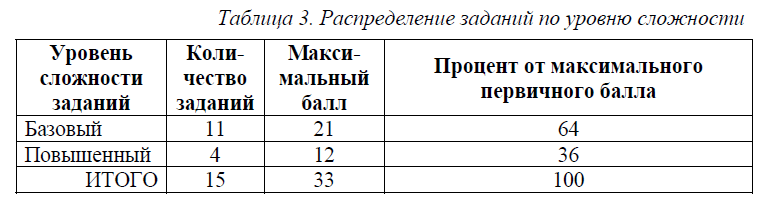 Таблица 3. Распределение заданий по уровню сложности
Уровень сложности заданий | Коли-чество заданий | Макси-мальный балл | Процент от максимального первичного балла
Базовый | 11 | 21 | 64
Повышенный | 4 | 12 | 36
ИТОГО | 15 | 33 | 100